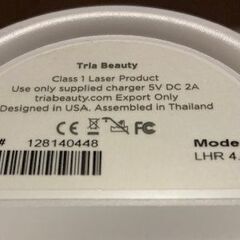 Tria Beauty
Class 1 Laser Product
Use only supplied charger 5V DC 2A
triabeauty.com Export Only
Designed in USA. Assembled in Thailand
CE
#
128140448
Mode
LHR 4.